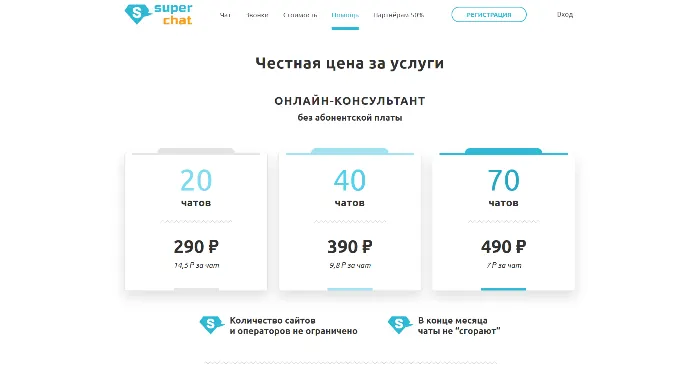 super
chat
Чат Звонки Стоимость Помощь Партнёрам 50% РЕГИСТРАЦИЯ Вход
Честная цена за услуги
ОНЛАЙН-КОНСУЛЬТАНТ
без абонентской платы
20
чатов
290 ₽
14,5 ₽ за чат
40
чатов
390 ₽
9,8 ₽ за чат
70
чатов
490 ₽
7 ₽ за чат
Количество сайтов
и операторов не ограничено
В конце месяца
чаты не "сгорают"